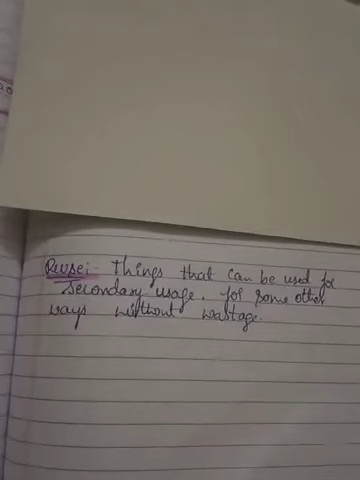 Reuse:- Things that can be used for
secondary usage. for some other
ways without wastage.